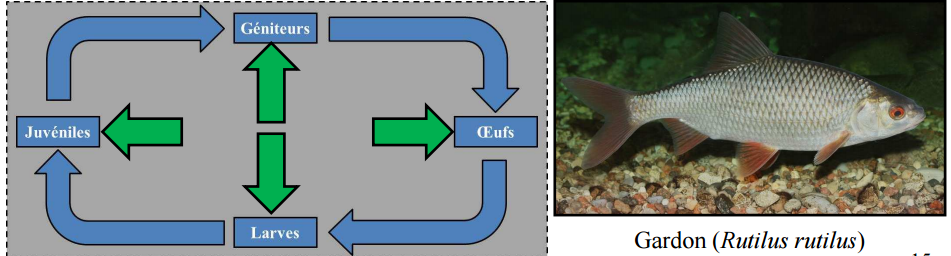 Géniteurs
Juvéniles
Œufs
Larves
Gardon (Rutilus rutilus)